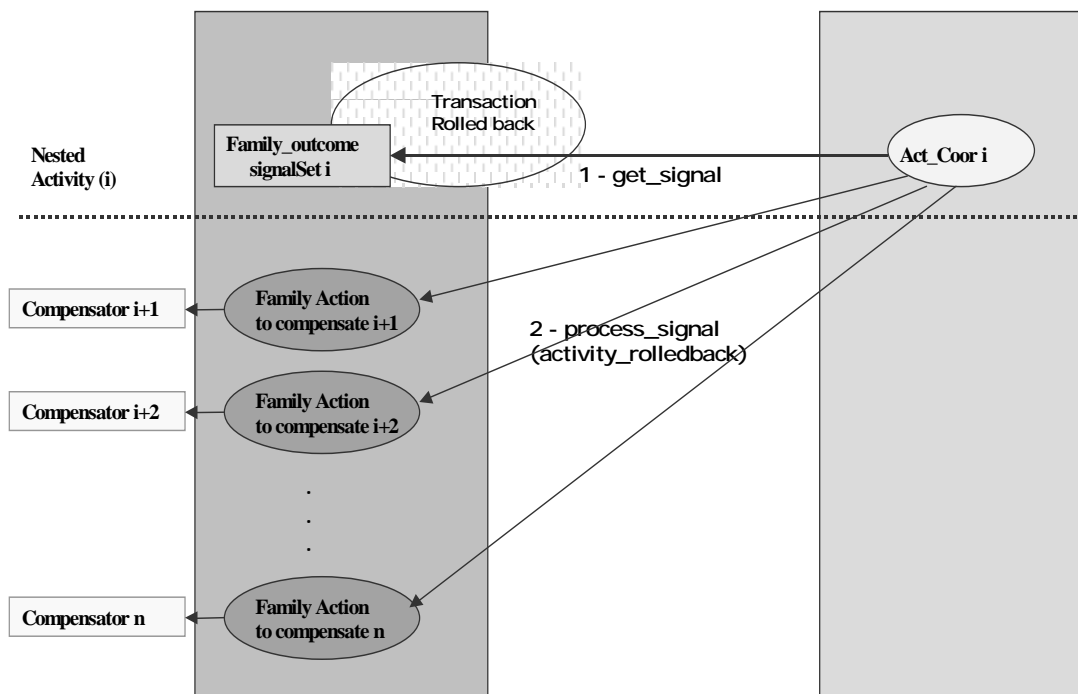 Transaction
Rolled back
Family_outcome
signalSet i
Nested
Activity (i)
Act_Coor i
1 - get_signal
Compensator i+1
Family Action
to compensate i+1
2 - process_signal
(activity_rolledback)
Compensator i+2
Family Action
to compensate i+2
.
.
.
Compensator n
Family Action
to compensate n